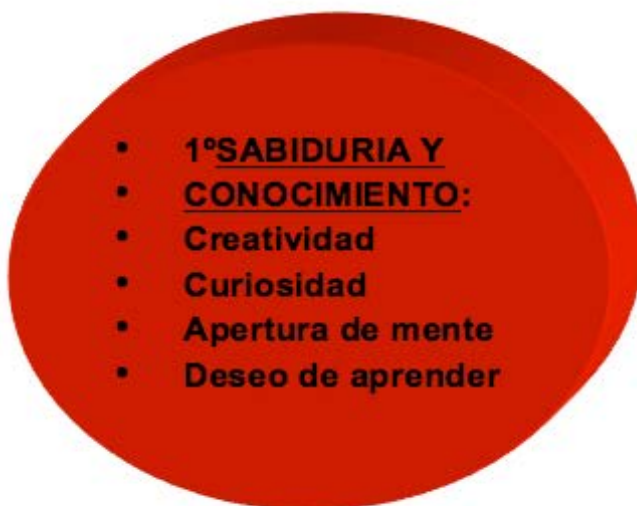 • 1ºSABIDURIA Y
• CONOCIMIENTO:
• Creatividad
• Curiosidad
• Apertura de mente
• Deseo de aprender